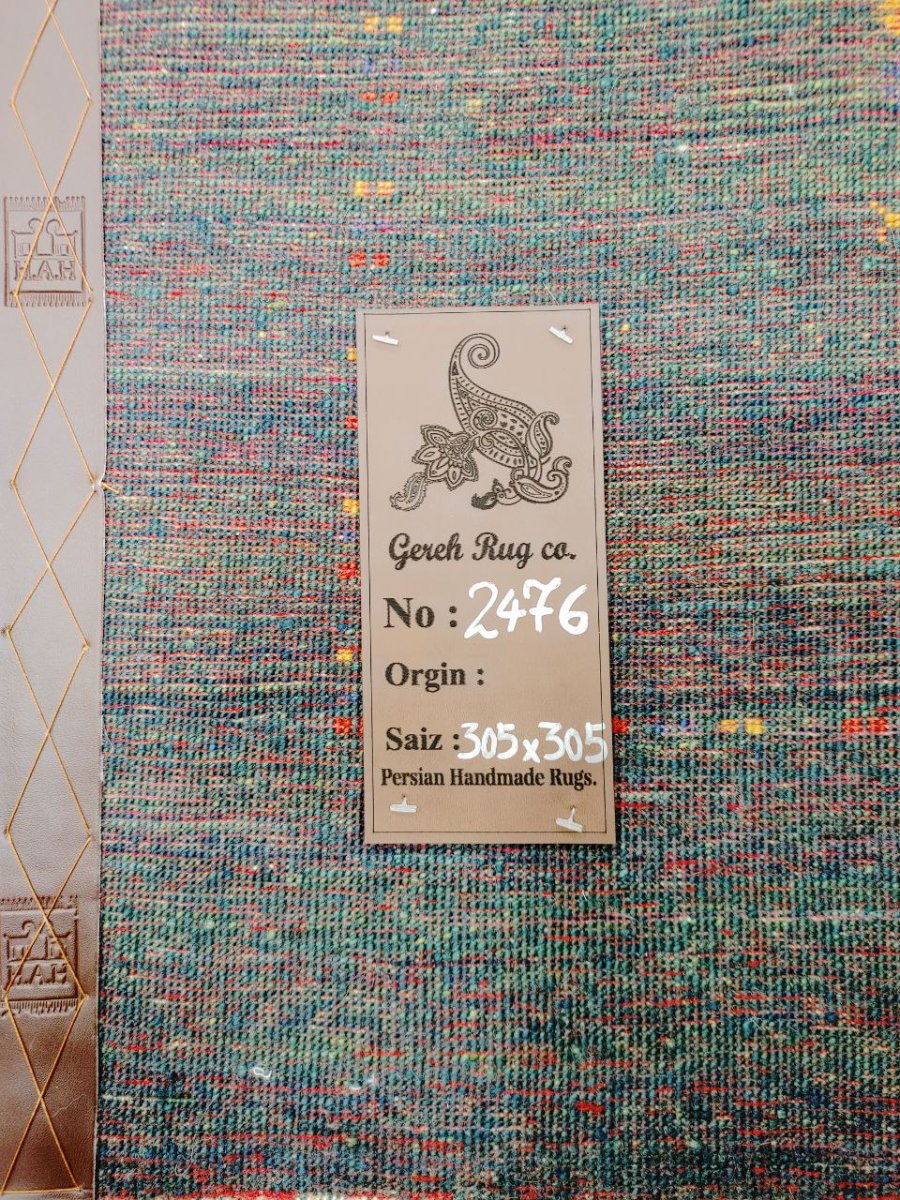 H.A.H
Gereh Rug co.
No : 2476
Orgin :
Saiz : 305x305
Persian Handmade Rugs.
H.A.H